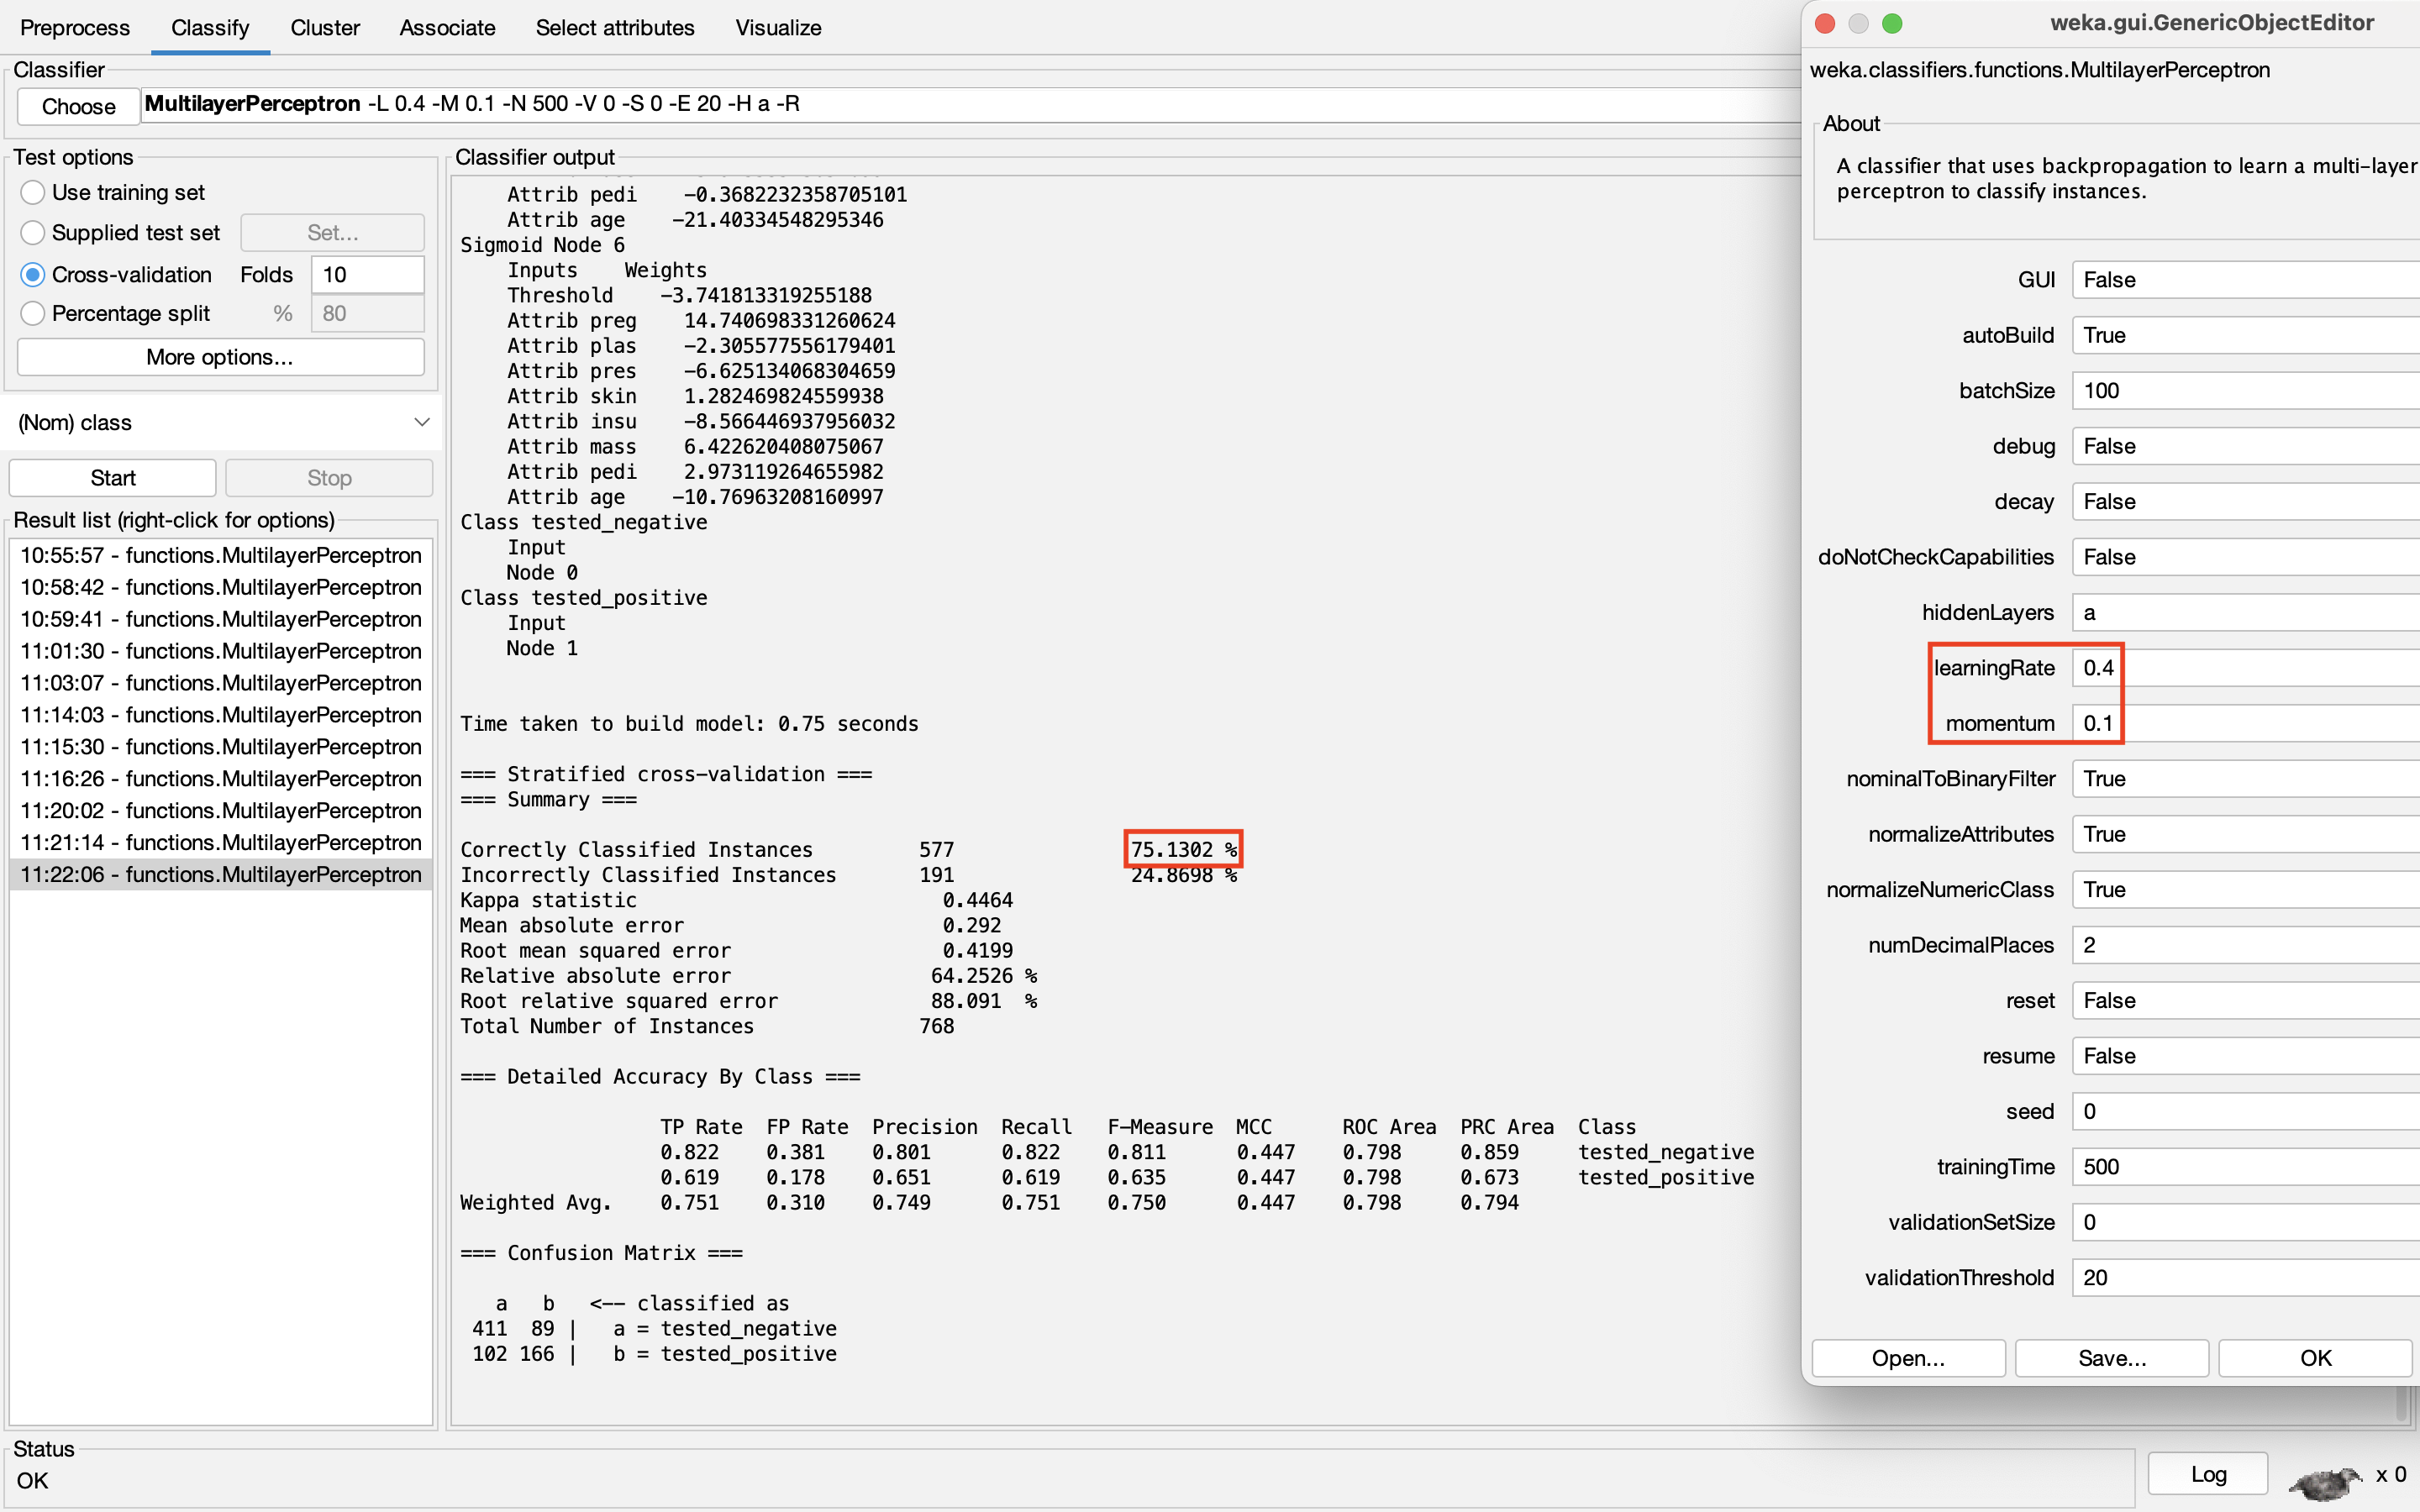 Preprocess Classify Cluster Associate Select attributes Visualize
Classifier
Choose MultilayerPerceptron -L 0.4 -M 0.1 -N 500 -V 0 -S 0 -E 20 -H a -R
Test options
Use training set
Supplied test set Set...
Cross-validation Folds 10
Percentage split % 80
More options...
(Nom) class
Start Stop
Result list (right-click for options)
10:55:57 - functions.MultilayerPerceptron
10:58:42 - functions.MultilayerPerceptron
10:59:41 - functions.MultilayerPerceptron
11:01:30 - functions.MultilayerPerceptron
11:03:07 - functions.MultilayerPerceptron
11:14:03 - functions.MultilayerPerceptron
11:15:30 - functions.MultilayerPerceptron
11:16:26 - functions.MultilayerPerceptron
11:20:02 - functions.MultilayerPerceptron
11:21:14 - functions.MultilayerPerceptron
11:22:06 - functions.MultilayerPerceptron
Classifier output
Attrib pedi -0.3682232358705101
Attrib age -21.40334548295346
Sigmoid Node 6
Inputs Weights
Threshold -3.741813319255188
Attrib preg 14.740698331260624
Attrib plas -2.305577556179401
Attrib pres -6.625134068304659
Attrib skin 1.282469824559938
Attrib insu -8.566446937956032
Attrib mass 6.422620408075067
Attrib pedi 2.973119264655982
Attrib age -10.76963208160997
Class tested_negative
Input
Node 0
Class tested_positive
Input
Node 1
Time taken to build model: 0.75 seconds
=== Stratified cross-validation ===
=== Summary ===
Correctly Classified Instances 577 75.1302 %
Incorrectly Classified Instances 191 24.8698 %
Kappa statistic 0.4464
Mean absolute error 0.292
Root mean squared error 0.4199
Relative absolute error 64.2526 %
Root relative squared error 88.091 %
Total Number of Instances 768
=== Detailed Accuracy By Class ===
TP Rate FP Rate Precision Recall F-Measure MCC ROC Area PRC Area Class
0.822 0.381 0.801 0.822 0.811 0.447 0.798 0.859 tested_negative
0.619 0.178 0.651 0.619 0.635 0.447 0.798 0.673 tested_positive
Weighted Avg. 0.751 0.310 0.749 0.751 0.750 0.447 0.798 0.794
=== Confusion Matrix ===
a b <-- classified as
411 89 | a = tested_negative
102 166 | b = tested_positive
Status
OK
Log x 0
weka.gui.GenericObjectEditor
weka.classifiers.functions.MultilayerPerceptron
About
A classifier that uses backpropagation to learn a multi-layer
perceptron to classify instances.
GUI False
autoBuild True
batchSize 100
debug False
decay False
doNotCheckCapabilities False
hiddenLayers a
learningRate 0.4
momentum 0.1
nominalToBinaryFilter True
normalizeAttributes True
normalizeNumericClass True
numDecimalPlaces 2
reset False
resume False
seed 0
trainingTime 500
validationSetSize 0
validationThreshold 20
Open... Save... OK